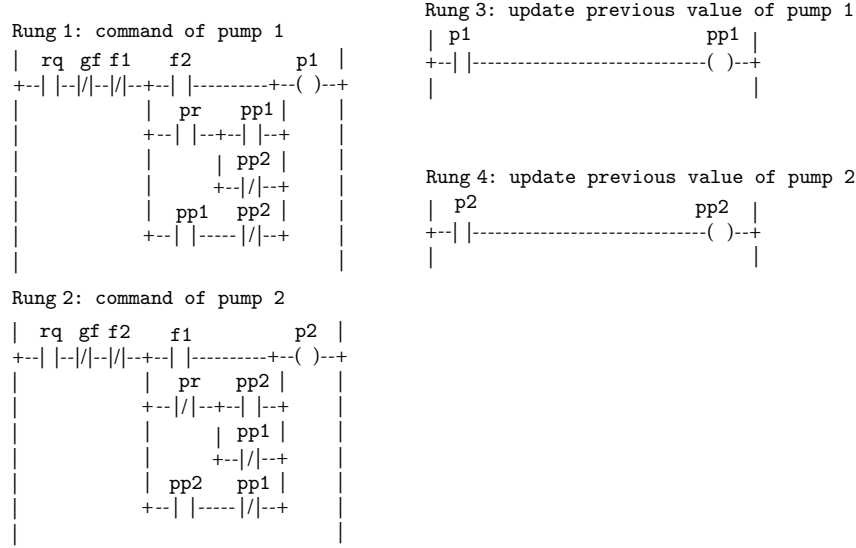 Rung 1: command of pump 1
|  rq  gf f1      f2             p1  |
+--| |--|/|--|/|--+--| |----------+--( )--+
|                 |  pr    pp1 |      |
|                 +--| |--+--| |--+      |
|                 |       | pp2 |      |
|                 |       +--|/|--+      |
|                 | pp1   pp2 |      |
|                 +--| |-----|/|--+      |
|                                    |
Rung 2: command of pump 2
|  rq  gf f2      f1             p2  |
+--| |--|/|--|/|--+--| |----------+--( )--+
|                 |  pr    pp2 |      |
|                 +--|/|--+--| |--+      |
|                 |       | pp1 |      |
|                 |       +--|/|--+      |
|                 | pp2   pp1 |      |
|                 +--| |-----|/|--+      |
|                                    |
Rung 3: update previous value of pump 1
|  p1                           pp1  |
+--| |------------------------------( )--+
|                                    |
Rung 4: update previous value of pump 2
|  p2                           pp2  |
+--| |------------------------------( )--+
|                                    |